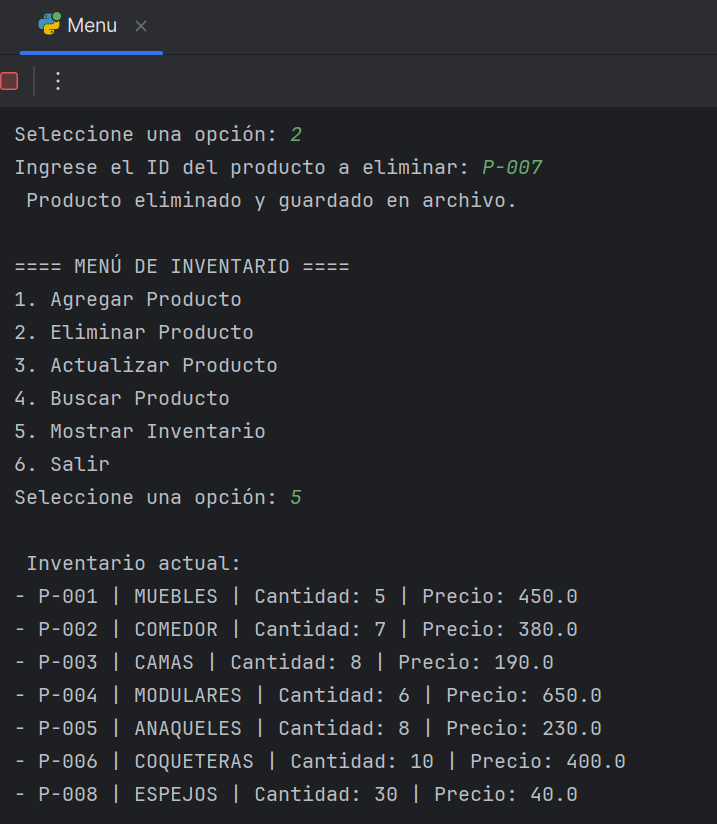 Menu
Seleccione una opción: 2
Ingrese el ID del producto a eliminar: P-007
Producto eliminado y guardado en archivo.
==== MENÚ DE INVENTARIO ====
1. Agregar Producto
2. Eliminar Producto
3. Actualizar Producto
4. Buscar Producto
5. Mostrar Inventario
6. Salir
Seleccione una opción: 5
Inventario actual:
- P-001 | MUEBLES | Cantidad: 5 | Precio: 450.0
- P-002 | COMEDOR | Cantidad: 7 | Precio: 380.0
- P-003 | CAMAS | Cantidad: 8 | Precio: 190.0
- P-004 | MODULARES | Cantidad: 6 | Precio: 650.0
- P-005 | ANAQUELES | Cantidad: 8 | Precio: 230.0
- P-006 | COQUETERAS | Cantidad: 10 | Precio: 400.0
- P-008 | ESPEJOS | Cantidad: 30 | Precio: 40.0